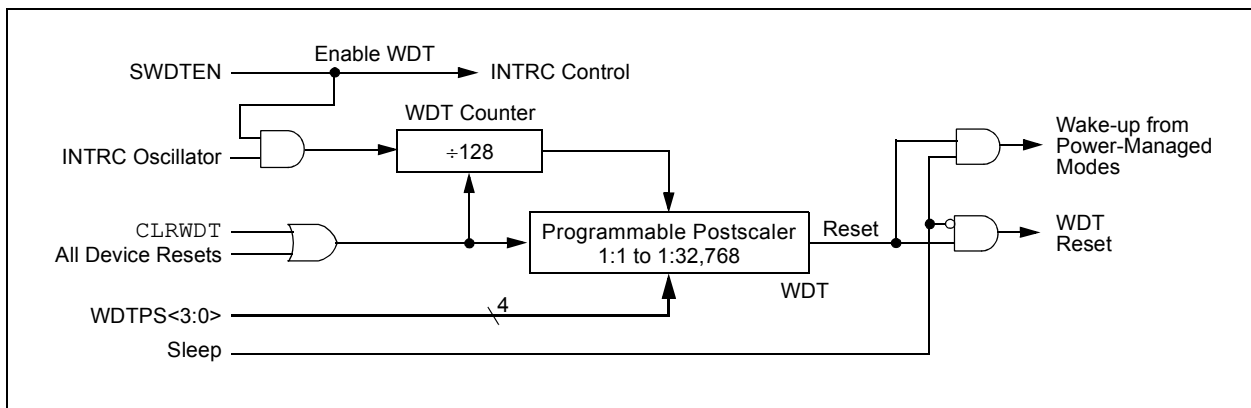 Enable WDT
SWDTEN
INTRC Control
WDT Counter
INTRC Oscillator
÷128
Wake-up from
Power-Managed
Modes
CLRWDT
All Device Resets
Programmable Postscaler
1:1 to 1:32,768
Reset
WDT
Reset
WDT
WDTPS<3:0>
4
Sleep